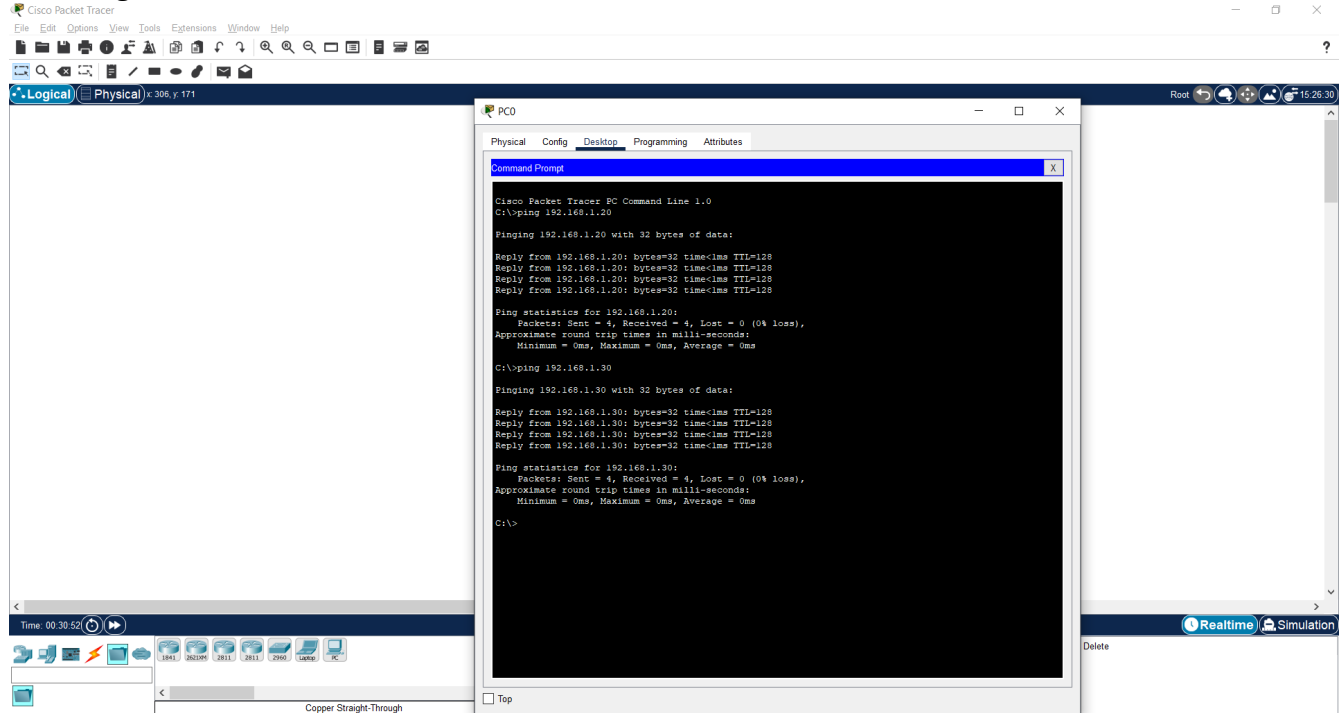 Cisco Packet Tracer
File Edit Options View Tools Extensions Window Help
?
Logical Physical x: 306, y: 171
Root 15:26:30
PC0
Physical Config Desktop Programming Attributes
Command Prompt X
Cisco Packet Tracer PC Command Line 1.0
C:\>ping 192.168.1.20
Pinging 192.168.1.20 with 32 bytes of data:
Reply from 192.168.1.20: bytes=32 time<1ms TTL=128
Reply from 192.168.1.20: bytes=32 time<1ms TTL=128
Reply from 192.168.1.20: bytes=32 time<1ms TTL=128
Reply from 192.168.1.20: bytes=32 time<1ms TTL=128
Ping statistics for 192.168.1.20:
Packets: Sent = 4, Received = 4, Lost = 0 (0% loss),
Approximate round trip times in milli-seconds:
Minimum = 0ms, Maximum = 0ms, Average = 0ms
C:\>ping 192.168.1.30
Pinging 192.168.1.30 with 32 bytes of data:
Reply from 192.168.1.30: bytes=32 time<1ms TTL=128
Reply from 192.168.1.30: bytes=32 time<1ms TTL=128
Reply from 192.168.1.30: bytes=32 time<1ms TTL=128
Reply from 192.168.1.30: bytes=32 time<1ms TTL=128
Ping statistics for 192.168.1.30:
Packets: Sent = 4, Received = 4, Lost = 0 (0% loss),
Approximate round trip times in milli-seconds:
Minimum = 0ms, Maximum = 0ms, Average = 0ms
C:\>
Top
Time: 00:30:52
Realtime Simulation
1841 2621XM 2811 2811 2960 Laptop PC
Delete
Copper Straight-Through